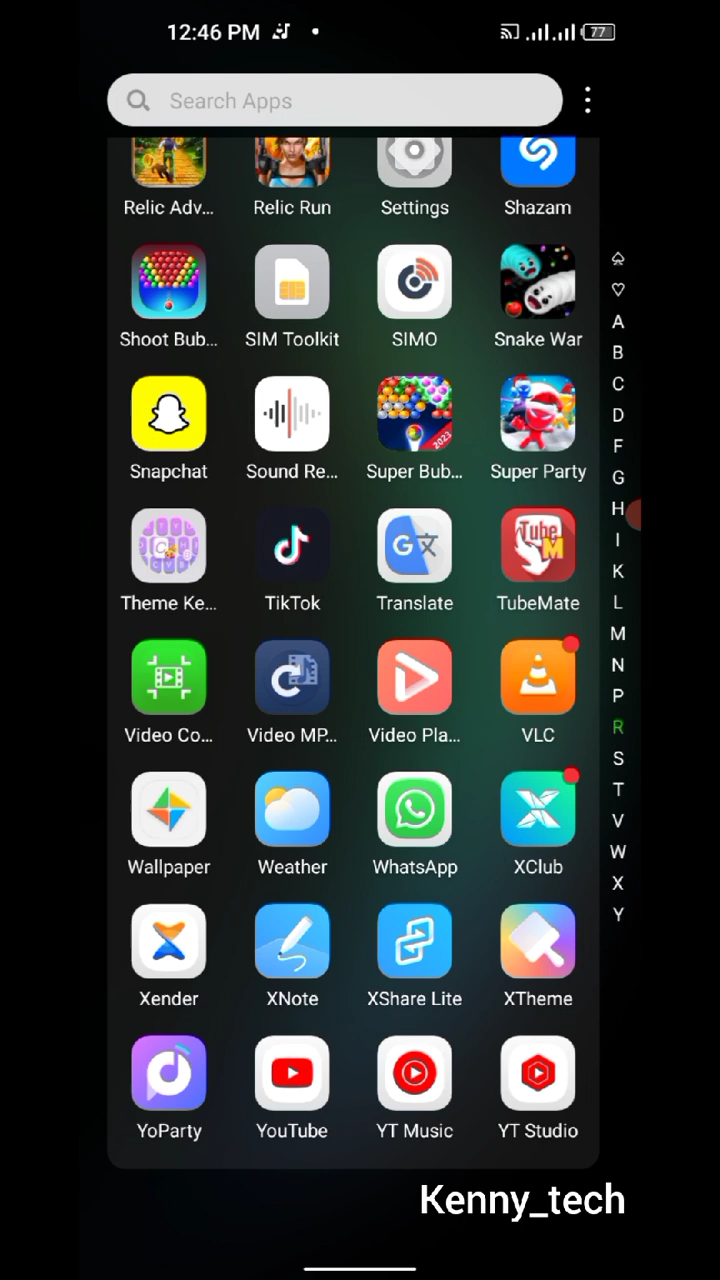 12:46 PM 77
Search Apps
Relic Adv... Relic Run Settings Shazam
Shoot Bub... SIM Toolkit SIMO Snake War
Snapchat Sound Re... Super Bub... Super Party
2023
Tube
M
Theme Ke... TikTok Translate TubeMate
Video Co... Video MP... Video Pla... VLC
Wallpaper Weather WhatsApp XClub
Xender XNote XShare Lite XTheme
YoParty YouTube YT Music YT Studio
A
B
C
D
F
G
H
I
K
L
M
N
P
R
S
T
V
W
X
Y
Kenny_tech